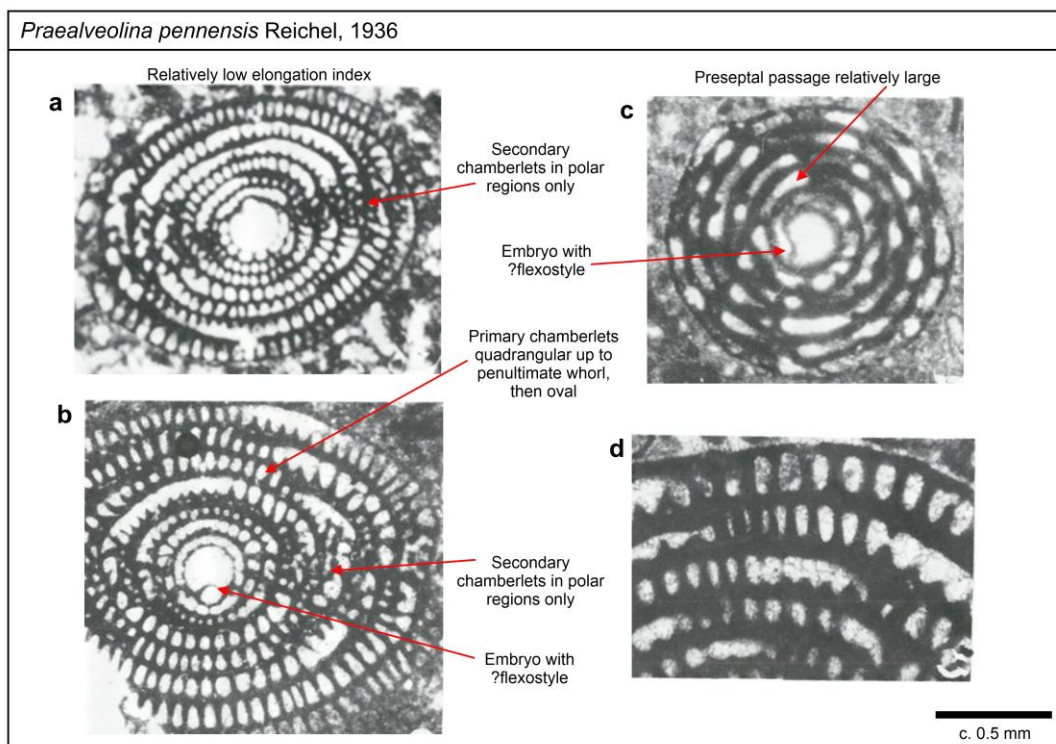 Praealveolina pennensis Reichel, 1936
Relatively low elongation index
Preseptal passage relatively large
a
c
Secondary
chamberlets in polar
regions only
Embryo with
?flexostyle
Primary chamberlets
quadrangular up to
penultimate whorl,
then oval
b
d
Secondary
chamberlets in polar
regions only
Embryo with
?flexostyle
c. 0.5 mm